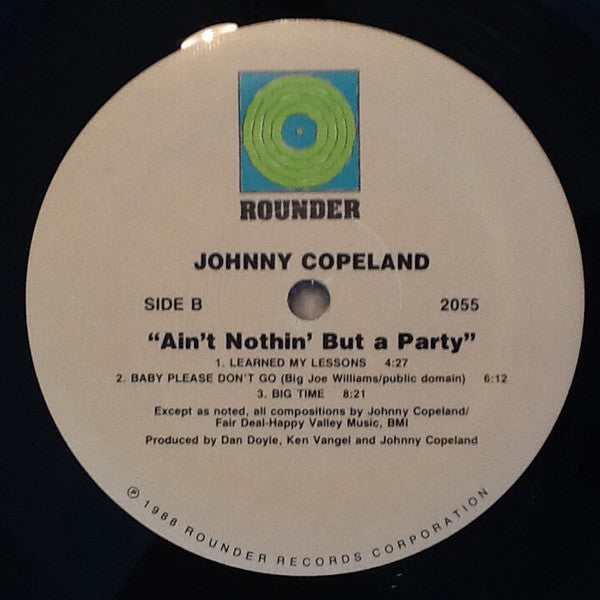 ROUNDER
JOHNNY COPELAND
SIDE B 2055
"Ain't Nothin' But a Party"
1. LEARNED MY LESSONS 4:27
2. BABY PLEASE DON'T GO (Big Joe Williams/public domain) 6:12
3. BIG TIME 8:21
Except as noted, all compositions by Johnny Copeland/
Fair Deal-Happy Valley Music, BMI
Produced by Dan Doyle, Ken Vangel and Johnny Copeland
℗ 1988 ROUNDER RECORDS CORPORATION